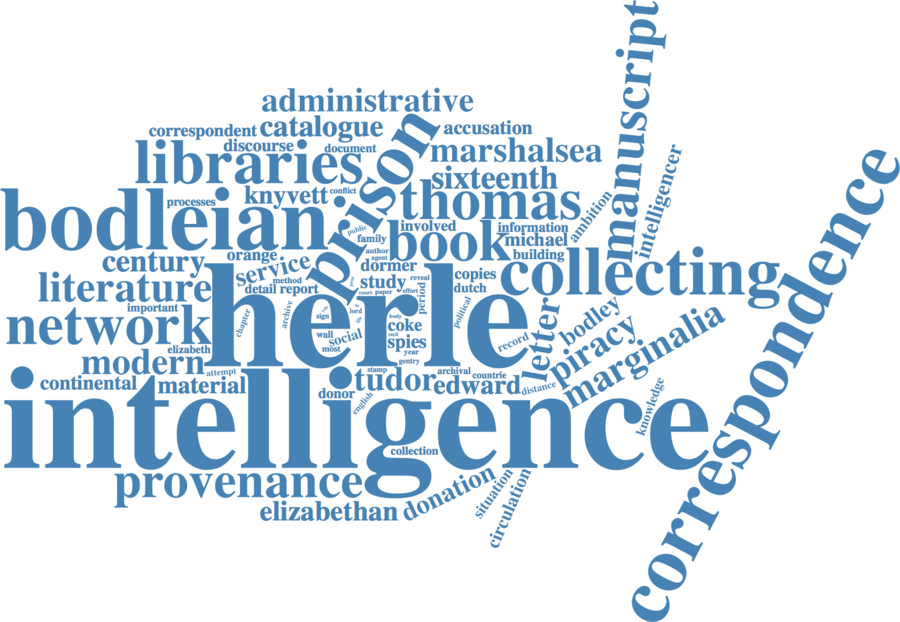 manuscript
administrative
correspondent catalogue
accusation
discourse document
prison
libraries
marshalsea
intelligencer
correspondence
sixteenth
processes knyvett conflict
thomas
ambition
bodleian
public
family
involved
information
book
michael
author
agent
building
century
orange
service
dormer
collecting
literature
method
detail report
study
reveal
copies
dutch
court paper effort
period
important
herle
network
chapter
archive
sign
lord
body
political
letter
bodley
wall
social
coke
cecil
spies
record
piracy
marginalia
elizabeth
most
year
gentry
modern
attempt
stamp
archival countrie
continental material
tudor edward
distance
donor
english
knowledge
intelligence
collection
provenance
donation
situation
elizabethan
circulation